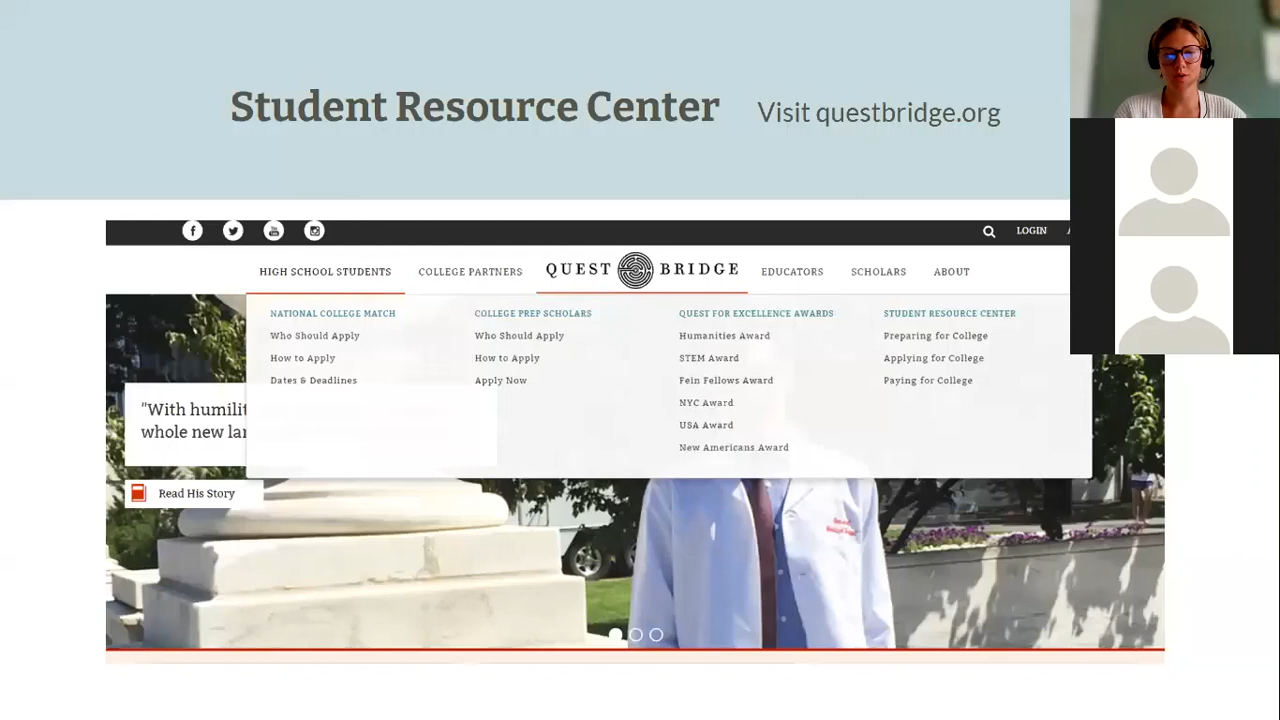 Student Resource Center
Visit questbridge.org
LOGIN
HIGH SCHOOL STUDENTS
COLLEGE PARTNERS
QUEST BRIDGE
EDUCATORS
SCHOLARS
ABOUT
NATIONAL COLLEGE MATCH
Who Should Apply
How to Apply
Dates & Deadlines
COLLEGE PREP SCHOLARS
Who Should Apply
How to Apply
Apply Now
QUEST FOR EXCELLENCE AWARDS
Humanities Award
STEM Award
Fein Fellows Award
NYC Award
USA Award
New Americans Award
STUDENT RESOURCE CENTER
Preparing for College
Applying for College
Paying for College
"With
whole new
Read His Story